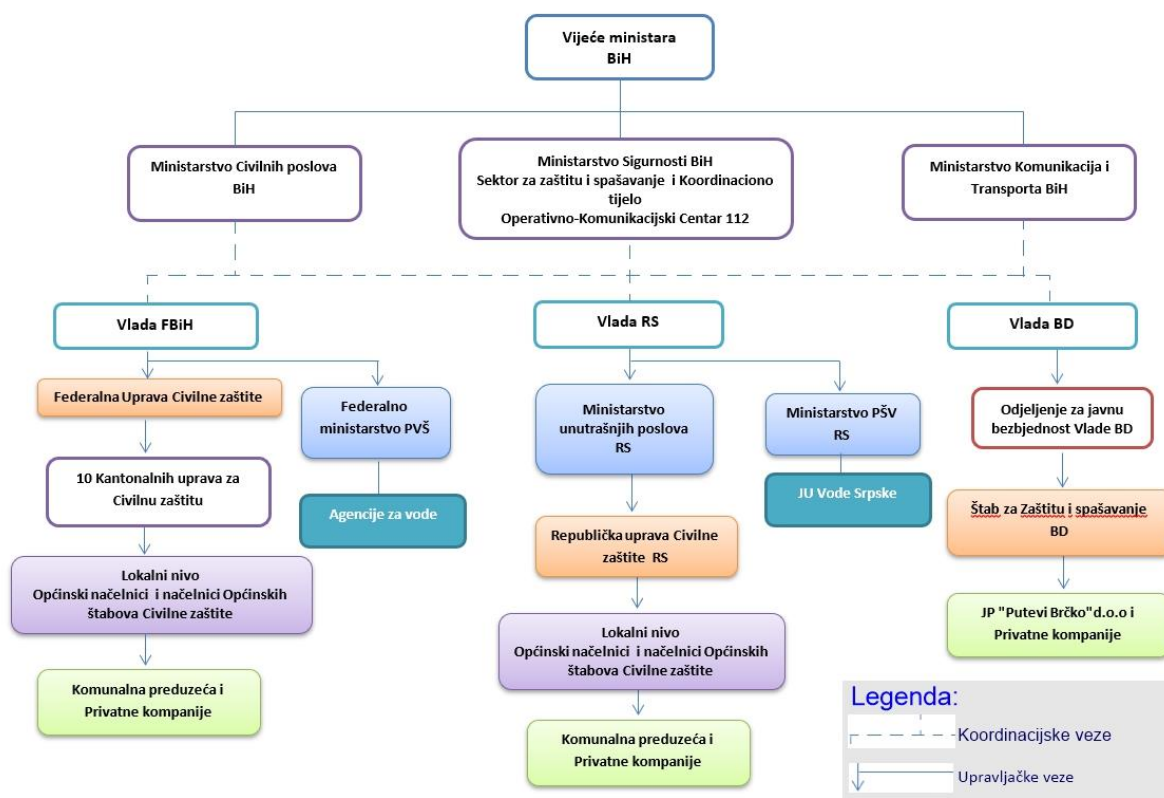 Vijeće ministara
BiH
Ministarstvo Civilnih poslova
BiH
Ministarstvo Sigurnosti BiH
Sektor za zaštitu i spašavanje i Koordinaciono
tijelo
Operativno-Komunikacijski Centar 112
Ministarstvo Komunikacija i
Transporta BiH
Vlada FBiH
Vlada RS
Vlada BD
Federalna Uprava Civilne zaštite
Federalno
ministarstvo PVŠ
Ministarstvo
unutrašnjih poslova
RS
Ministarstvo PŠV
RS
Odjeljenje za javnu
bezbjednost Vlade BD
10 Kantonalnih uprava za
Civilnu zaštitu
Agencije za vode
JU Vode Srpske
Štab za Zaštitu i spašavanje
BD
Republička uprava Civilne
zaštite RS
Lokalni nivo
Općinski načelnici i načelnici Općinskih
štabova Civilne zaštite
JP "Putevi Brčko"d.o.o i
Privatne kompanije
Lokalni nivo
Općinski načelnici i načelnici Općinskih
štabova Civilne zaštite
Komunalna preduzeća i
Privatne kompanije
Komunalna preduzeća i
Privatne kompanije
Legenda:
Koordinacijske veze
Upravljačke veze